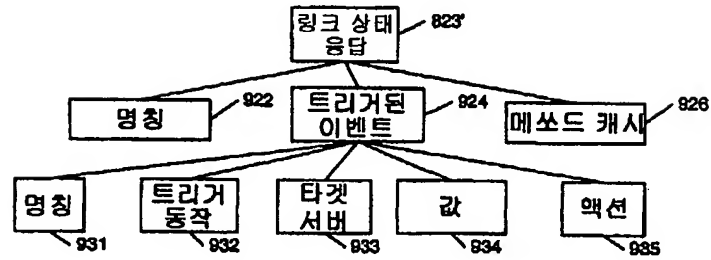 링크 상태
응답
823'
명칭
922
트리거된
이벤트
924
메쏘드 캐시
926
명칭
931
트리거
동작
932
타겟
서버
933
값
934
액션
935